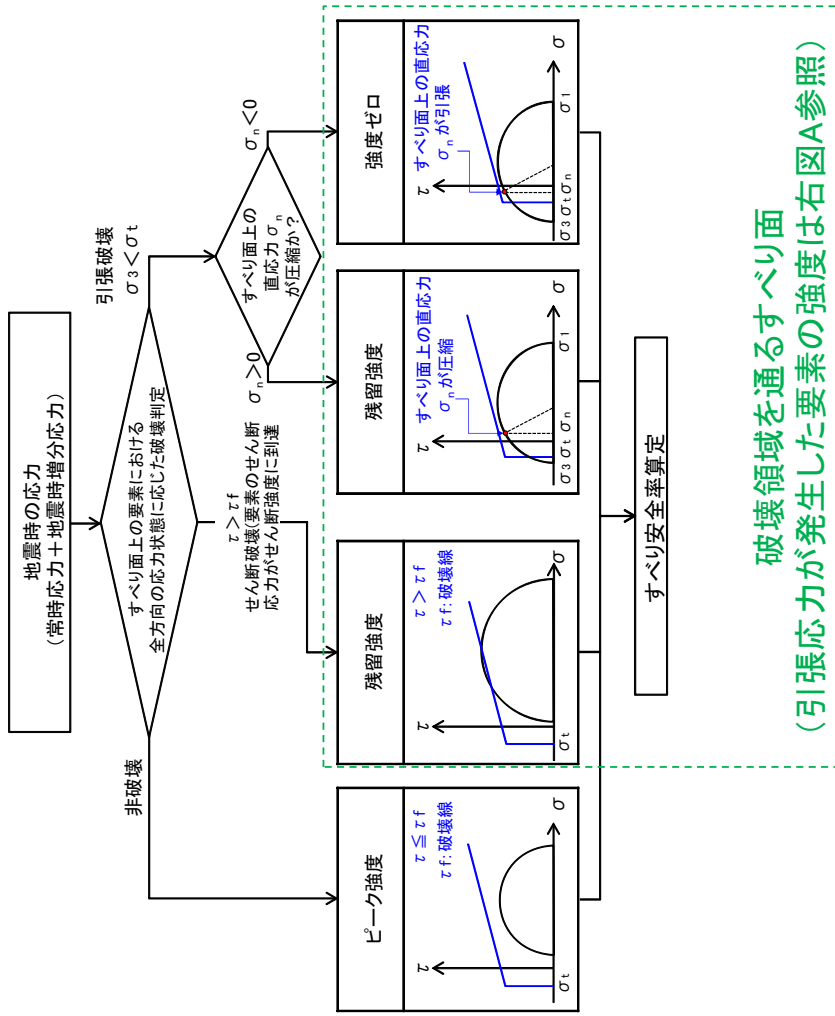 地震時の応力
(常時応力+地震時増分応力)
すべり面上の要素における
全方向の応力状態に応じた破壊判定
非破壊
τ>τf
せん断破壊(要素のせん断
応力がせん断強度に到達
引張破壊
σ3<σt
すべり面上の
直応力σn
が圧縮か?
σn>0
σn<0
ピーク強度
τ
τ≦τf
τf:破壊線
σ
σt
残留強度
τ
τ>τf
τf:破壊線
σ
σt
残留強度
τ
すべり面上の直応力
σnが圧縮
σ
σ3 σt σn σ1
強度ゼロ
τ
すべり面上の直応力
σnが引張
σ
σ3 σt σn σ1
すべり安全率算定
破壊領域を通るすべり面
(引張応力が発生した要素の強度は右図A参照)